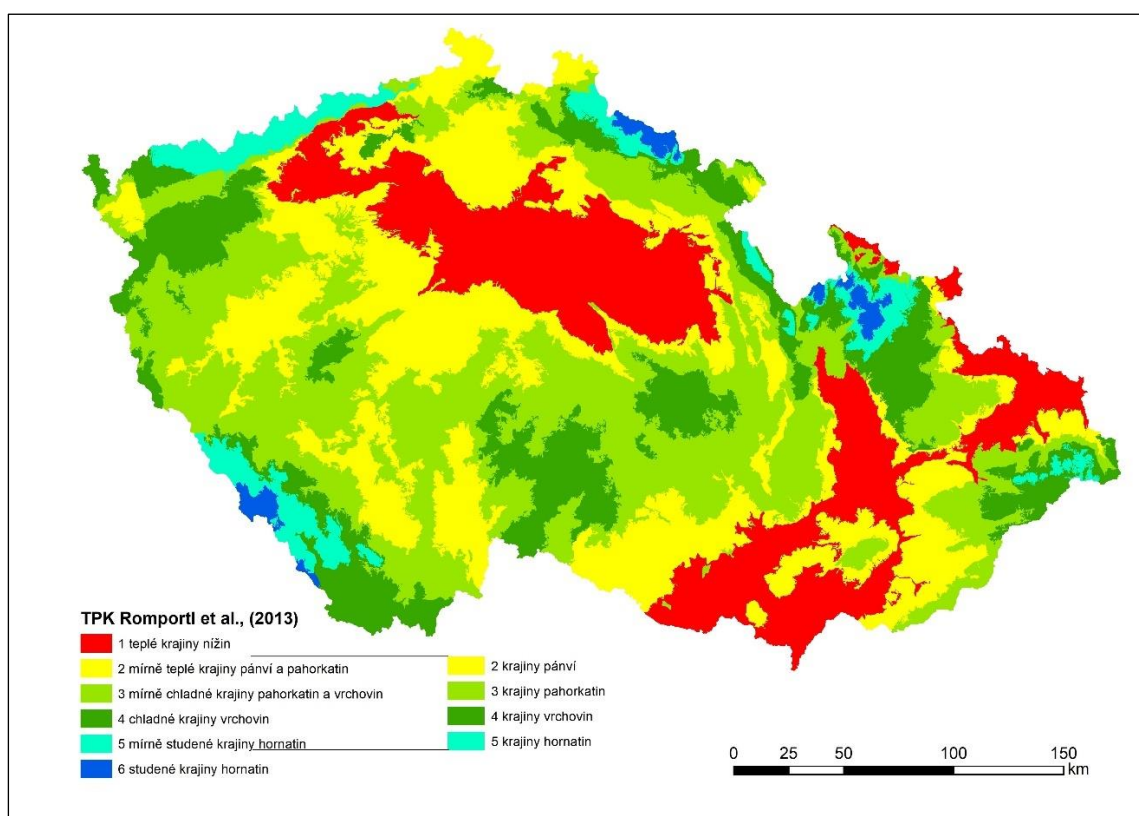 TPK Romportl et al., (2013)
1 teplé krajiny nížin
2 mírně teplé krajiny pánví a pahorkatin
3 mírně chladné krajiny pahorkatin a vrchovin
4 chladné krajiny vrchovin
5 mírně studené krajiny hornatin
6 studené krajiny hornatin
2 krajiny pánví
3 krajiny pahorkatin
4 krajiny vrchovin
5 krajiny hornatin
0 25 50 100 150
km